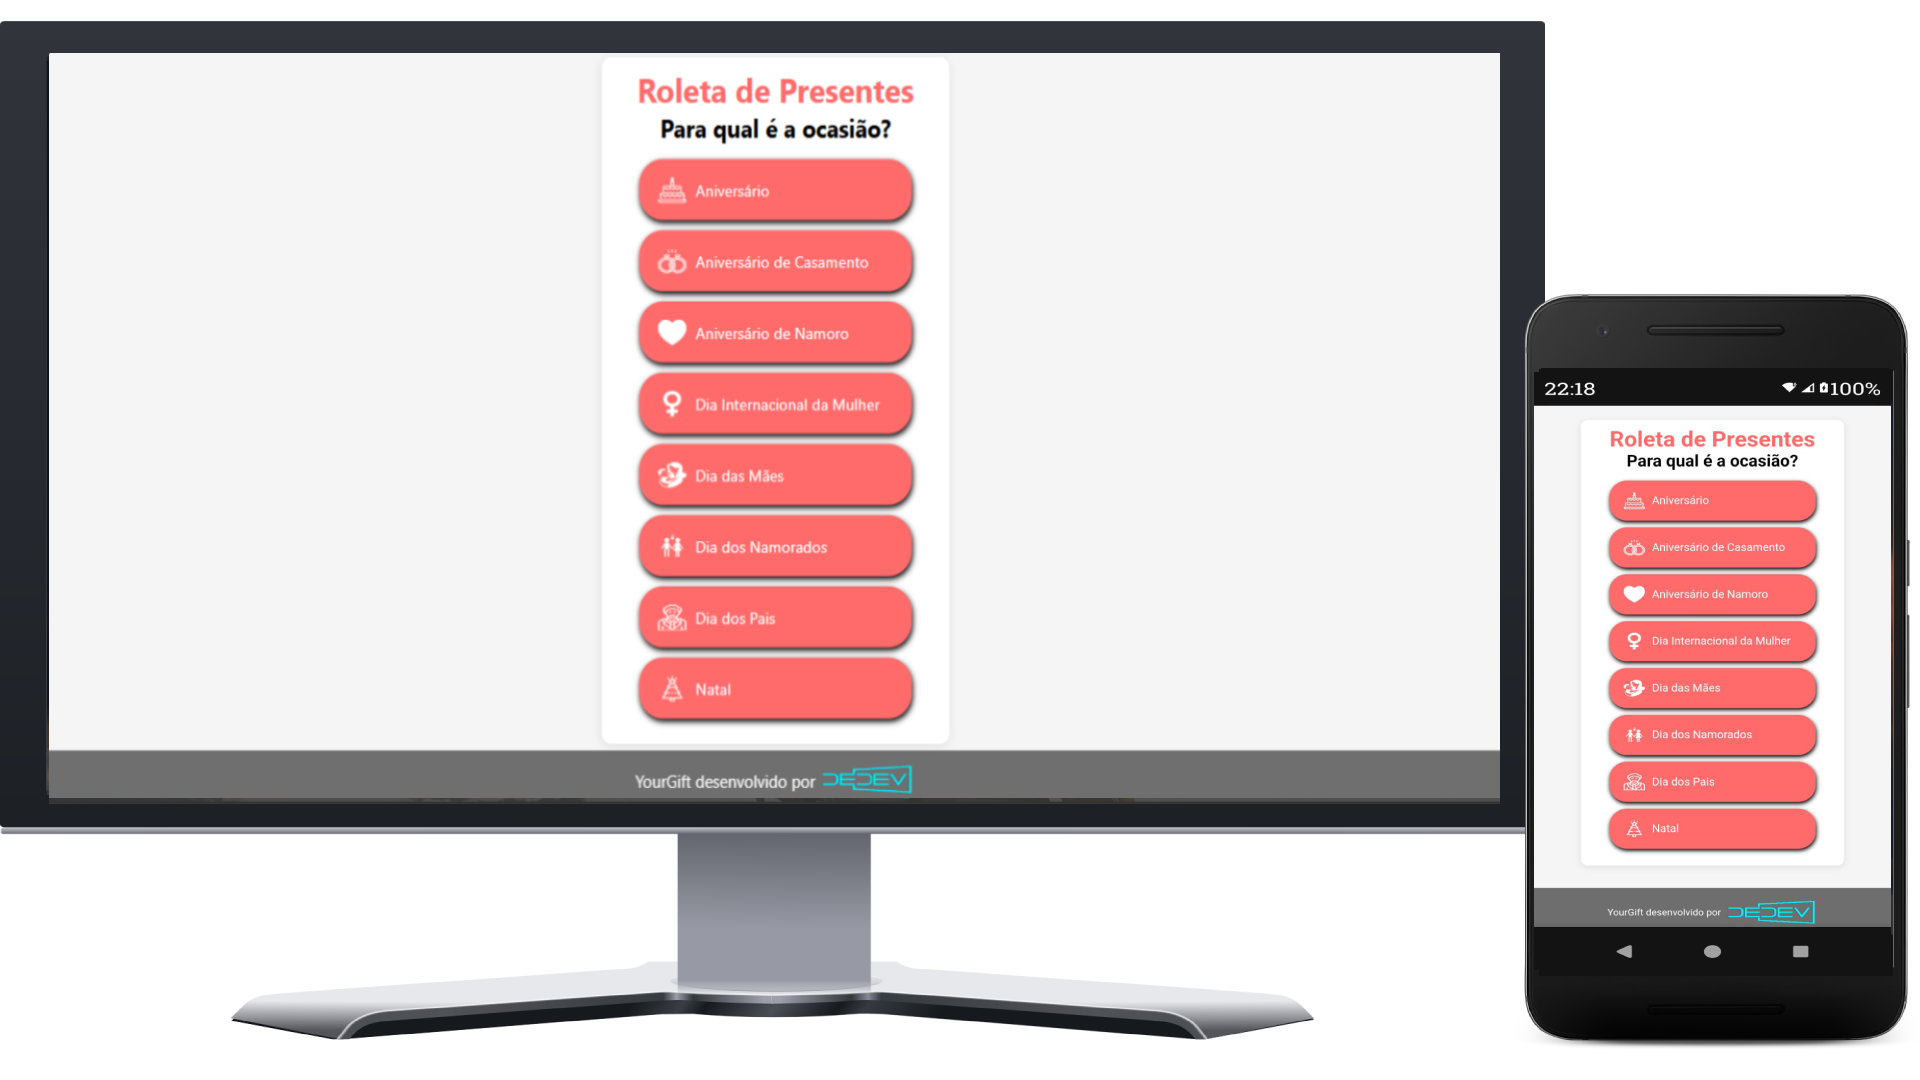 Roleta de Presentes
Para qual é a ocasião?
Aniversário
Aniversário de Casamento
Aniversário de Namoro
Dia Internacional da Mulher
Dia das Mães
Dia dos Namorados
Dia dos Pais
Natal
YourGift desenvolvido por DEDEV
22:18 100%
Roleta de Presentes
Para qual é a ocasião?
Aniversário
Aniversário de Casamento
Aniversário de Namoro
Dia Internacional da Mulher
Dia das Mães
Dia dos Namorados
Dia dos Pais
Natal
YourGift desenvolvido por DEDEV